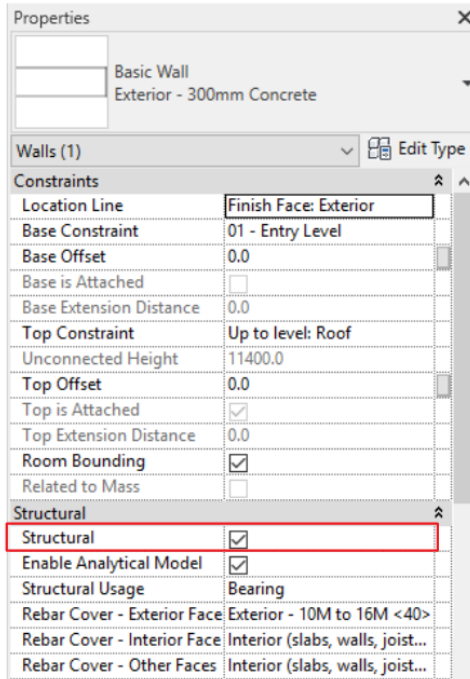 Properties
Basic Wall
Exterior - 300mm Concrete
Walls (1) Edit Type
Constraints
Location Line Finish Face: Exterior
Base Constraint 01 - Entry Level
Base Offset 0.0
Base is Attached
Base Extension Distance 0.0
Top Constraint Up to level: Roof
Unconnected Height 11400.0
Top Offset 0.0
Top is Attached
Top Extension Distance 0.0
Room Bounding
Related to Mass
Structural
Structural
Enable Analytical Model
Structural Usage Bearing
Rebar Cover - Exterior Face Exterior - 10M to 16M <40>
Rebar Cover - Interior Face Interior (slabs, walls, joist...
Rebar Cover - Other Faces Interior (slabs, walls, joist...